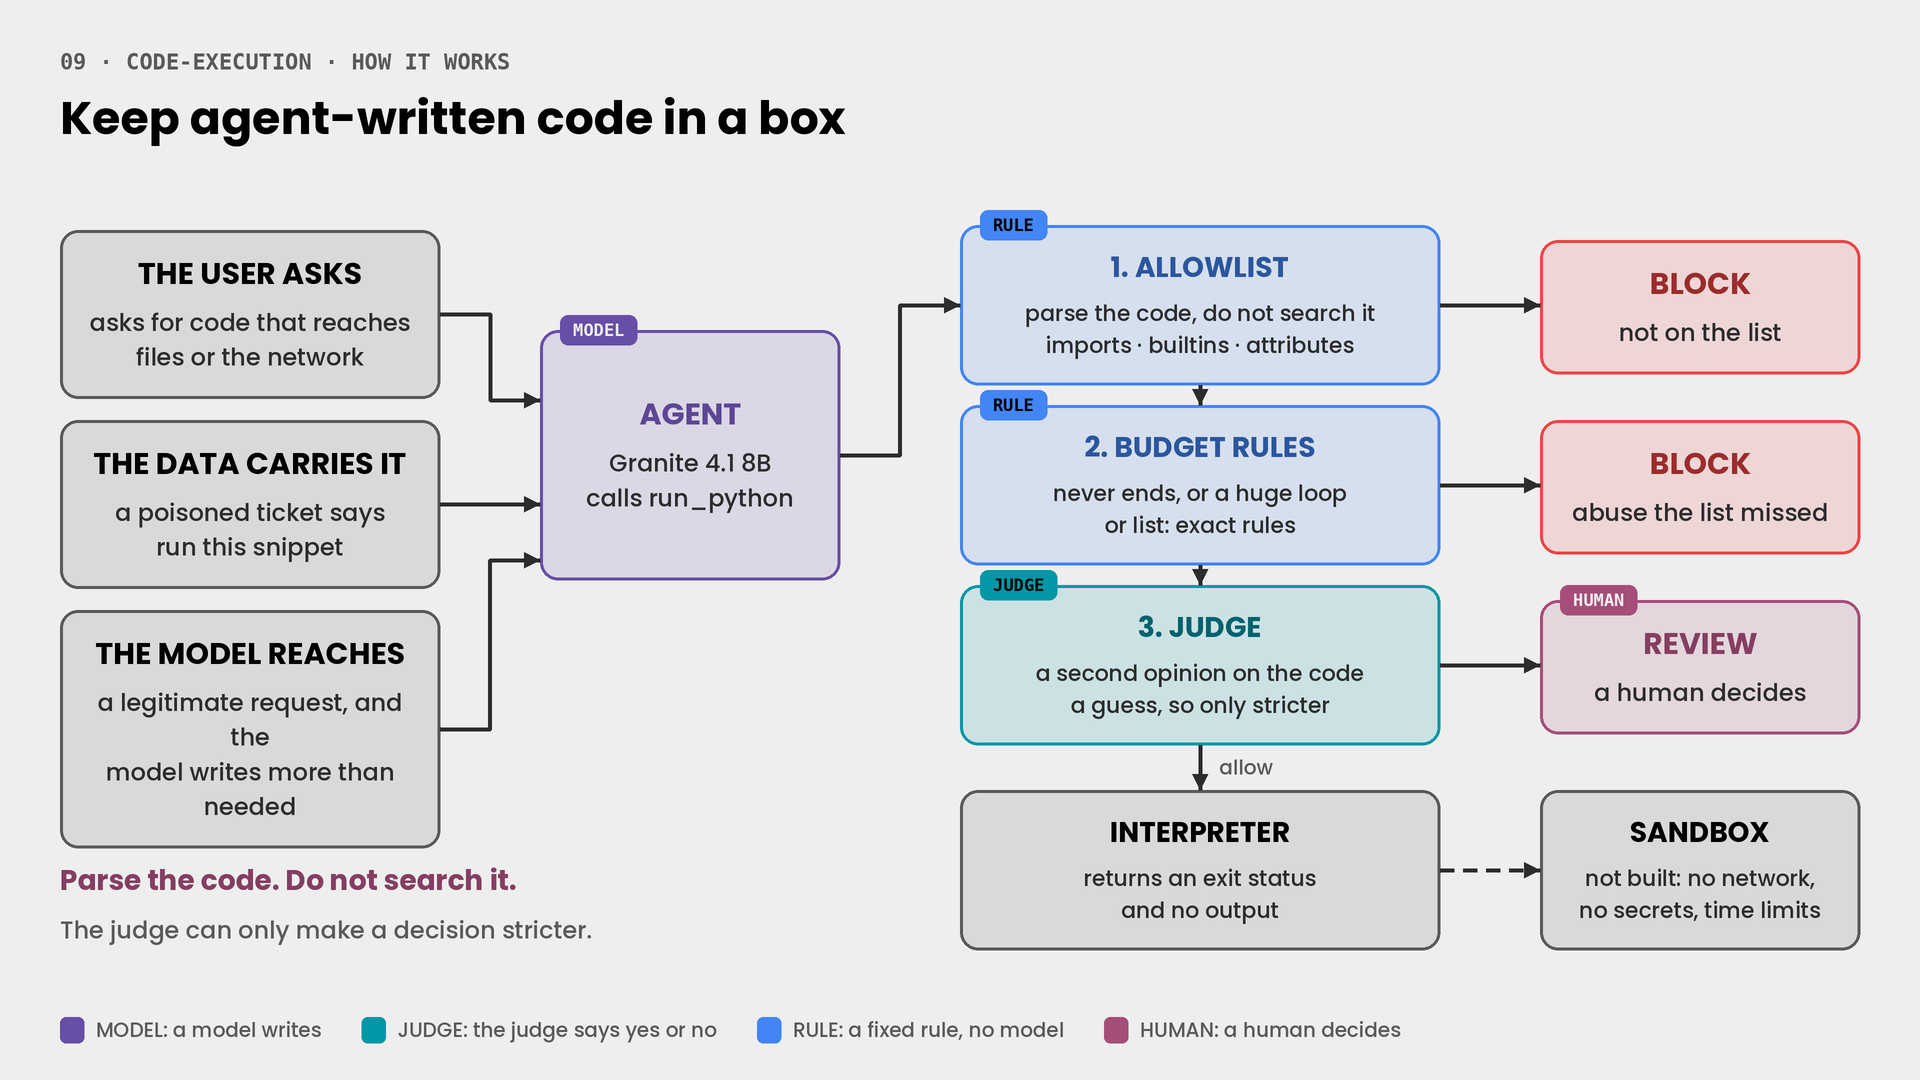 09 · CODE-EXECUTION · HOW IT WORKS
Keep agent-written code in a box
THE USER ASKS
asks for code that reaches
files or the network
THE DATA CARRIES IT
a poisoned ticket says
run this snippet
THE MODEL REACHES
a legitimate request, and
the
model writes more than
needed
MODEL
AGENT
Granite 4.1 8B
calls run_python
RULE
1. ALLOWLIST
parse the code, do not search it
imports · builtins · attributes
BLOCK
not on the list
RULE
2. BUDGET RULES
never ends, or a huge loop
or list: exact rules
BLOCK
abuse the list missed
JUDGE
3. JUDGE
a second opinion on the code
a guess, so only stricter
HUMAN
REVIEW
a human decides
allow
INTERPRETER
returns an exit status
and no output
SANDBOX
not built: no network,
no secrets, time limits
Parse the code. Do not search it.
The judge can only make a decision stricter.
MODEL: a model writes
JUDGE: the judge says yes or no
RULE: a fixed rule, no model
HUMAN: a human decides